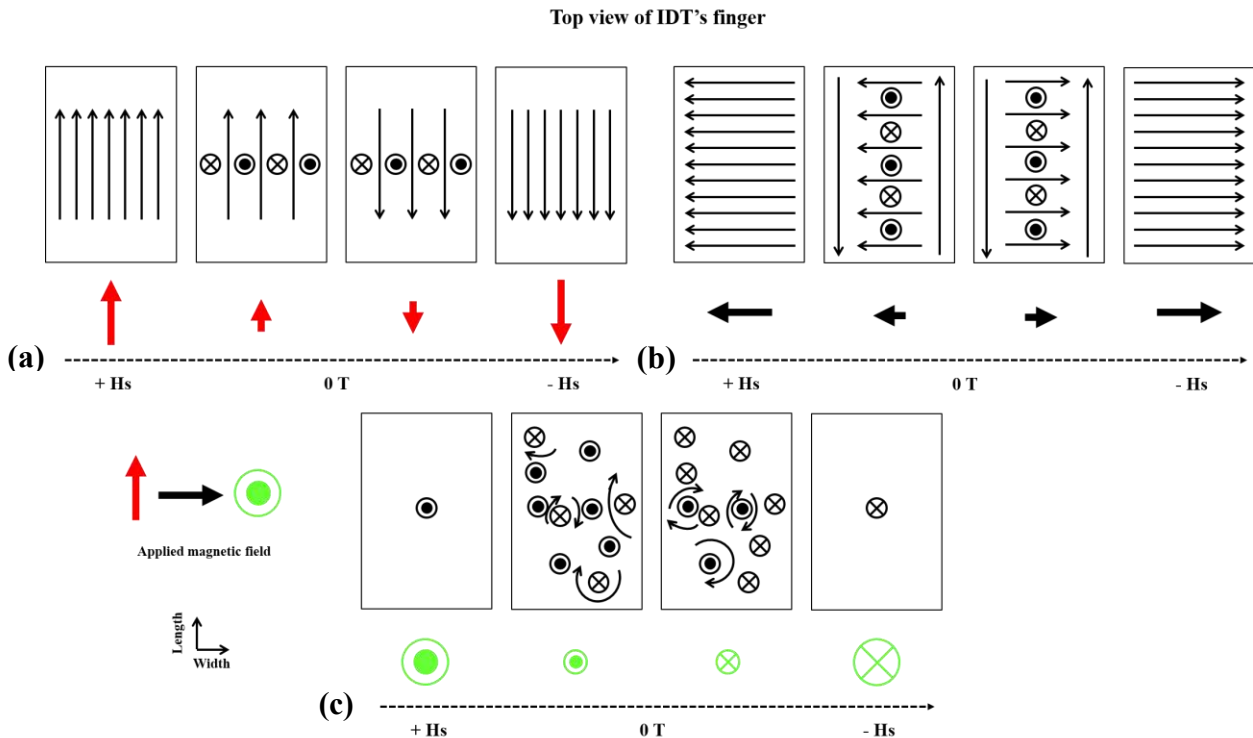 Top view of IDT's finger
(a)
+ Hs
0 T
- Hs
(b)
+ Hs
0 T
- Hs
Applied magnetic field
Length
Width
(c)
+ Hs
0 T
- Hs